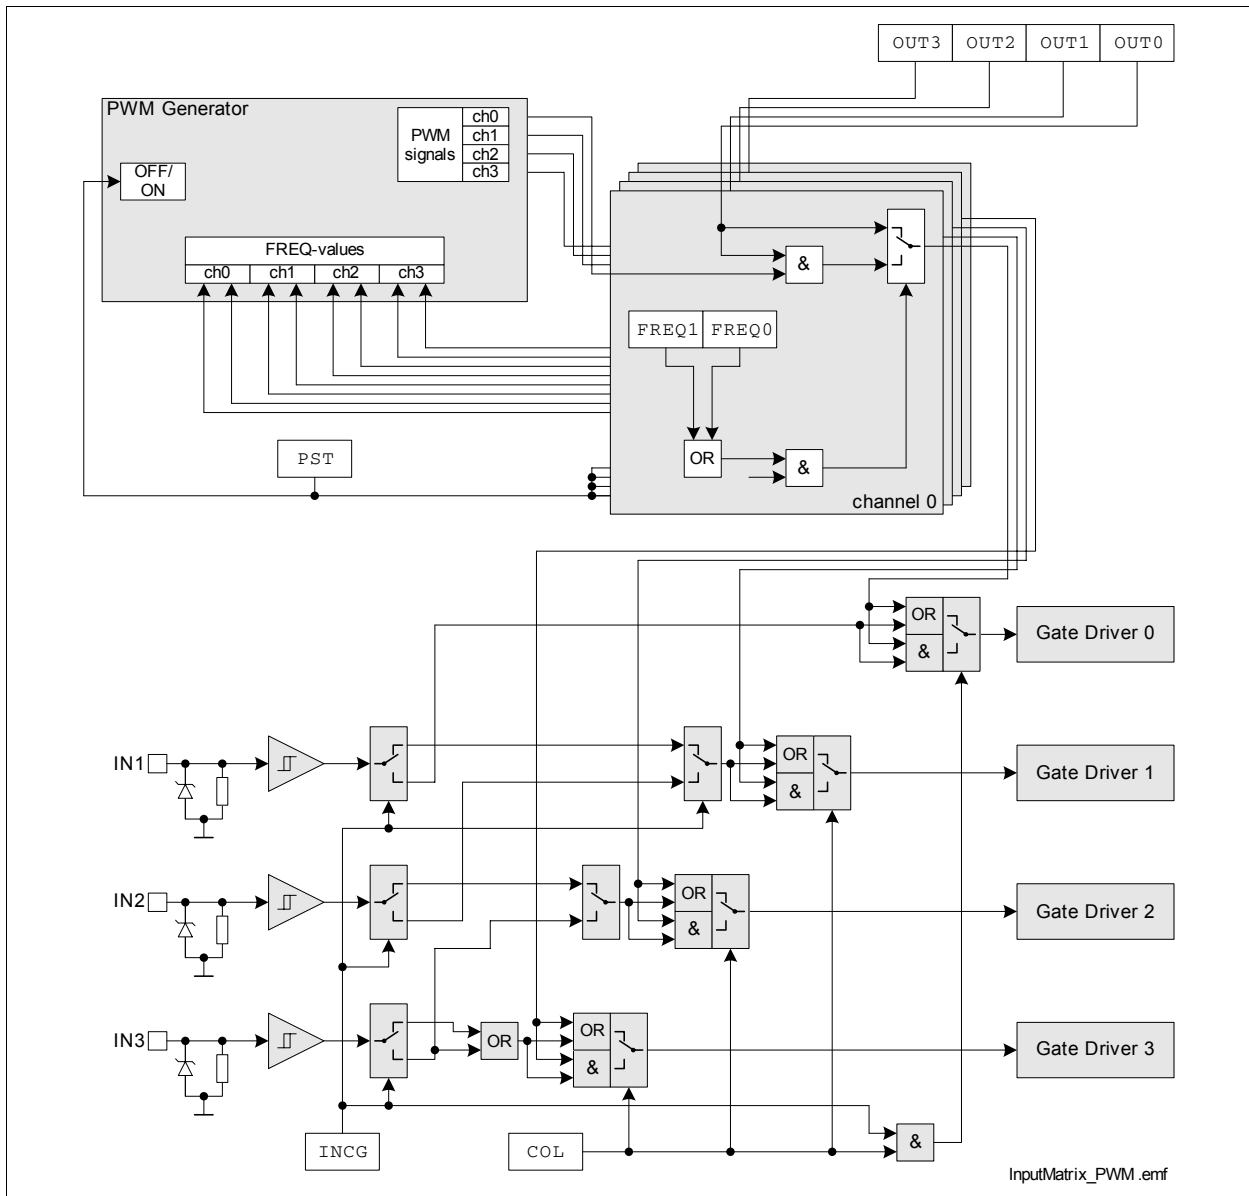 OUT3 OUT2 OUT1 OUT0
PWM Generator
PWM signals
ch0
ch1
ch2
ch3
OFF/
ON
FREQ-values
ch0 ch1 ch2 ch3
&
FREQ1 FREQ0
PST
OR
&
channel 0
OR
&
Gate Driver 0
IN1
OR
&
Gate Driver 1
IN2
OR
&
Gate Driver 2
IN3
OR
OR
&
Gate Driver 3
INCG
COL
&
InputMatrix_PWM .emf